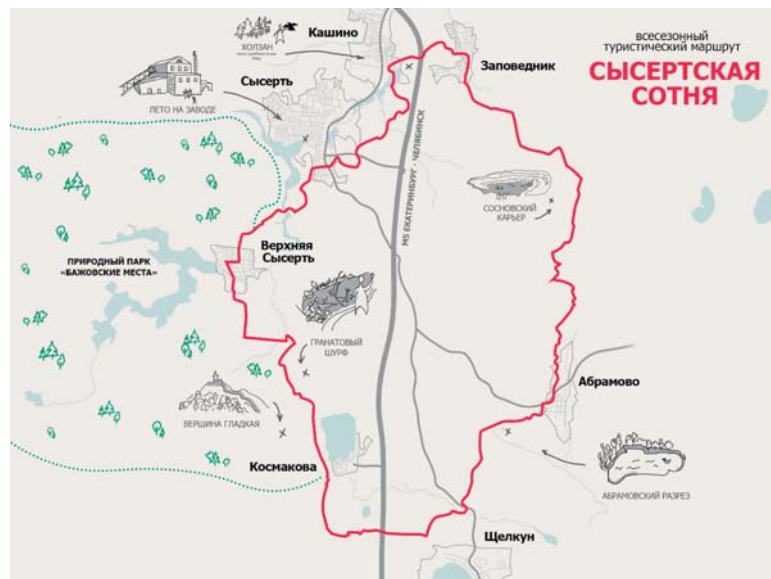 всесезонный
туристический маршрут
СЫСЕРТСКАЯ
СОТНЯ
Кашино
ХОЛЗАН
Заповедник
Сысерть
ЛЕТО НА ЗАВОДЕ
М5 ЕКАТЕРИНБУРГ - ЧЕЛЯБИНСК
СОСНОВСКИЙ
КАРЬЕР
Верхняя
Сысерть
ПРИРОДНЫЙ ПАРК
«БАЖОВСКИЕ МЕСТА»
ГРАНАТОВЫЙ
ШУРФ
Абрамово
ВЕРШИНА ГЛАДКАЯ
Космакова
АБРАМОВСКИЙ РАЗРЕЗ
Щелкун